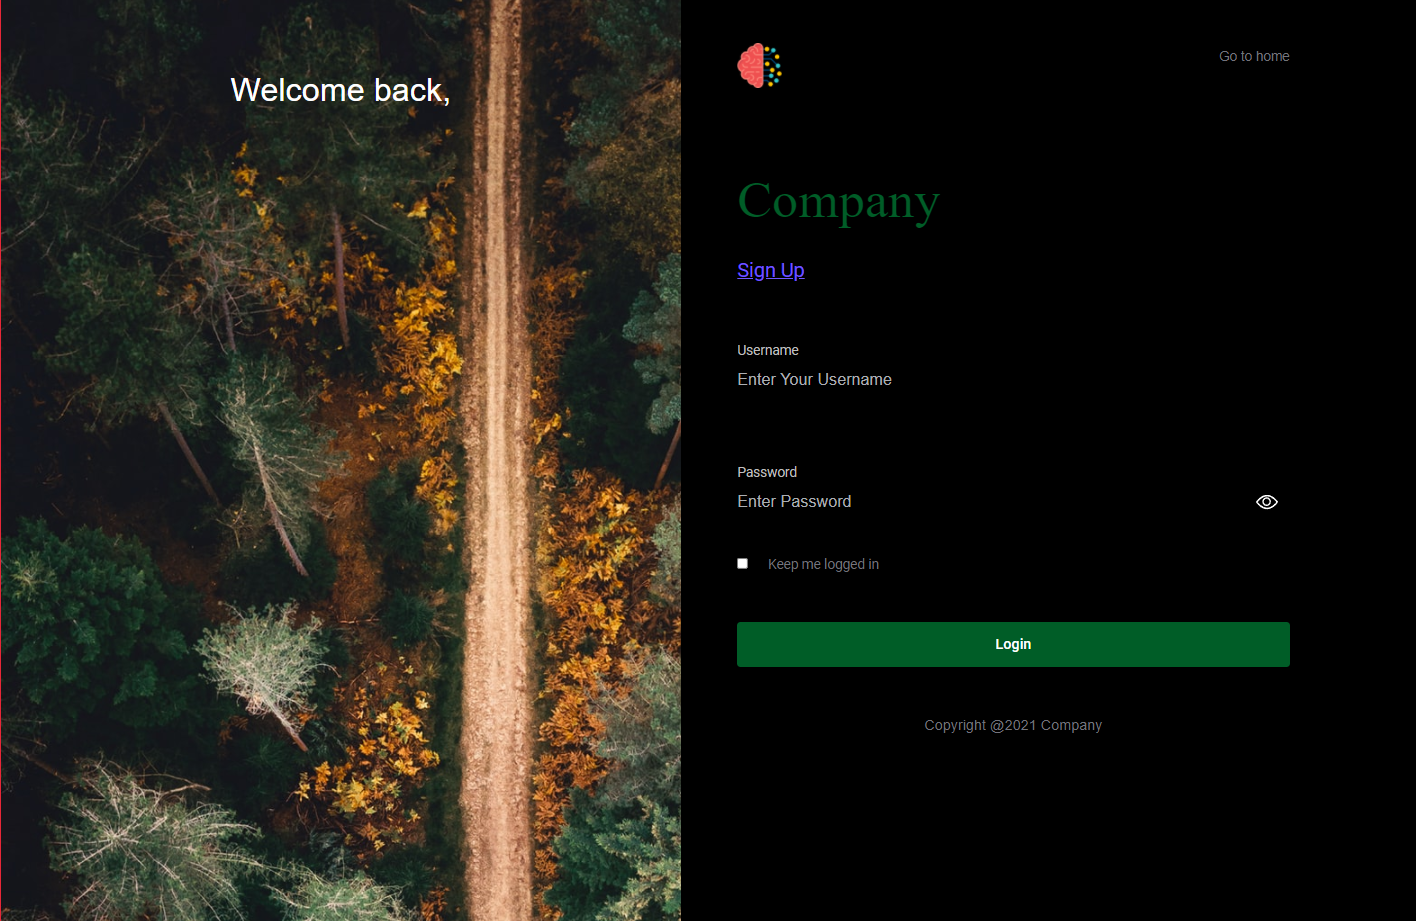 Welcome back,
Go to home
Company
Sign Up
Username
Enter Your Username
Password
Enter Password
Keep me logged in
Login
Copyright @2021 Company